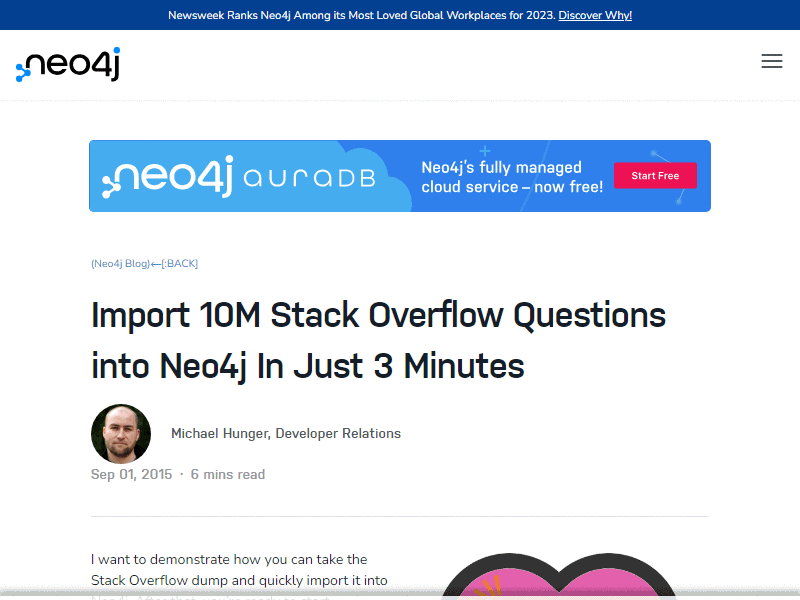 Newsweek Ranks Neo4j Among its Most Loved Global Workplaces for 2023. Discover Why!
neo4j
neo4j auraDB
Neo4j's fully managed
cloud service – now free!
Start Free
(Neo4j Blog)←[:BACK]
Import 10M Stack Overflow Questions
into Neo4j In Just 3 Minutes
Michael Hunger, Developer Relations
Sep 01, 2015 · 6 mins read
I want to demonstrate how you can take the
Stack Overflow dump and quickly import it into